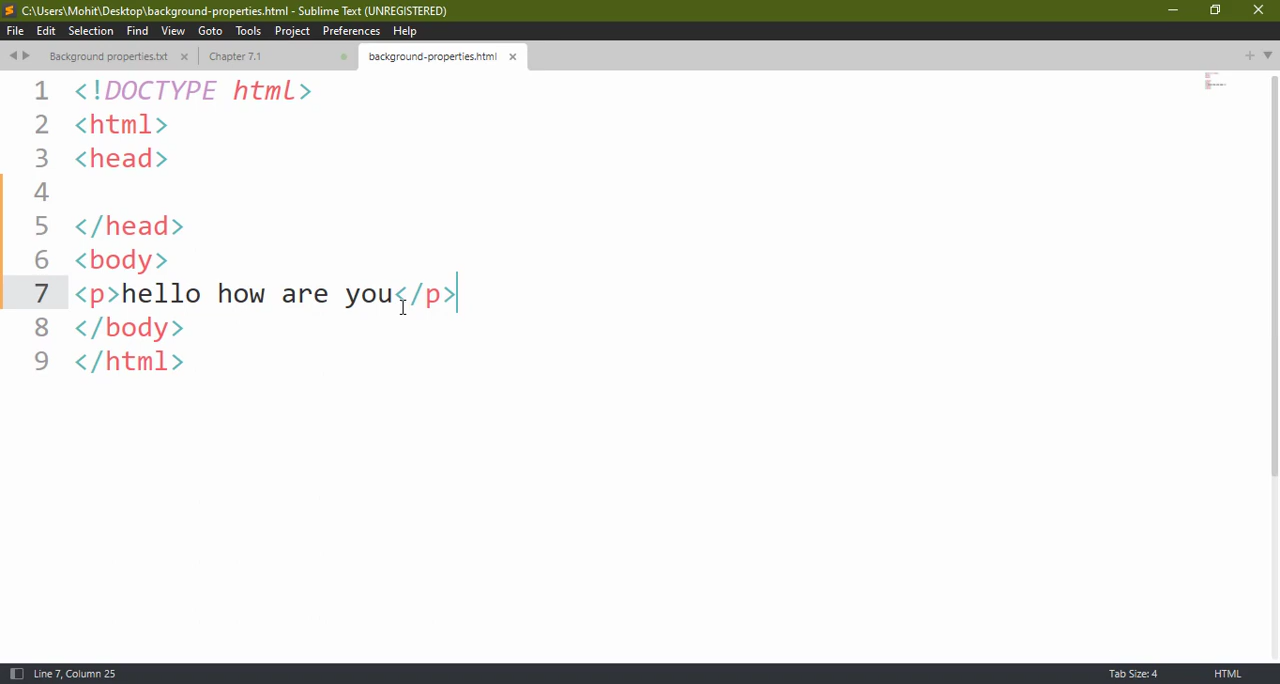 C:\Users\Mohit\Desktop\background-properties.html - Sublime Text (UNREGISTERED)
File Edit Selection Find View Goto Tools Project Preferences Help
Background properties.txt Chapter 7.1 background-properties.html
1 <!DOCTYPE html>
2 <html>
3 <head>
4
5 </head>
6 <body>
7 <p>hello how are you</p>
8 </body>
9 </html>
Line 7, Column 25 Tab Size: 4 HTML